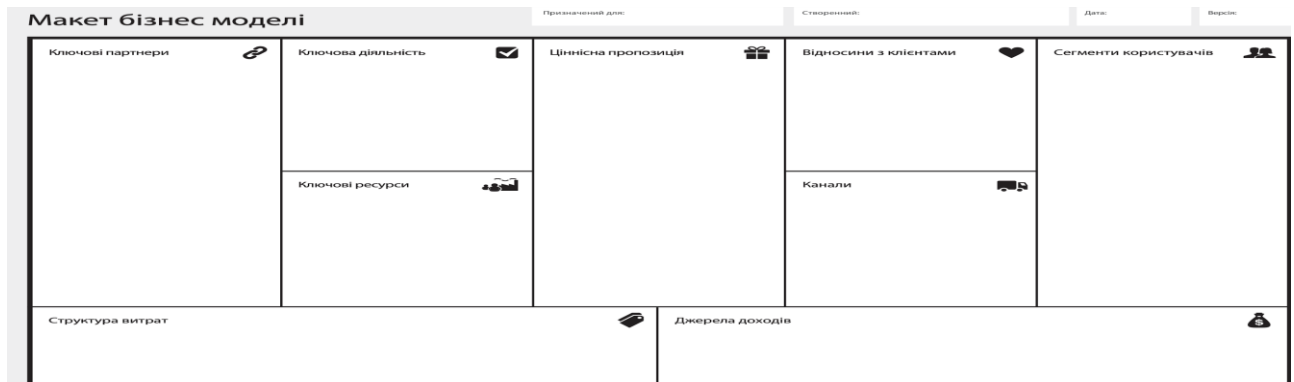 Макет бізнес моделі
Призначений для:
Створенний:
Дата:
Версія:
Ключові партнери
Ключова діяльність
Ціннісна пропозиція
Відносини з клієнтами
Сегменти користувачів
Ключові ресурси
Канали
Структура витрат
Джерела доходів